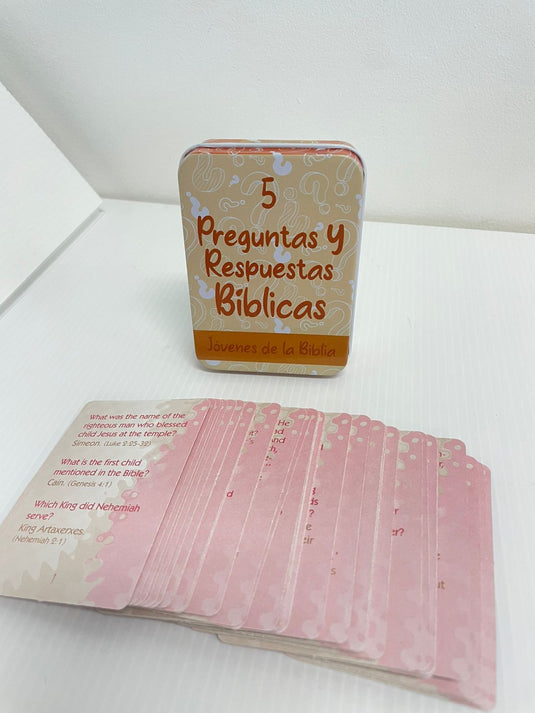 5
Preguntas Y
Respuestas
Bíblicas
Jóvenes de la Biblia
What was the name of the
righteous man who blessed
child Jesus at the temple?
Simeon. (Luke 2:25-32)
What is the first child
mentioned in the Bible?
Cain. (Genesis 4:1)
Which King did Nehemiah
serve?
King Artaxerxes.
(Nehemiah 2:1)